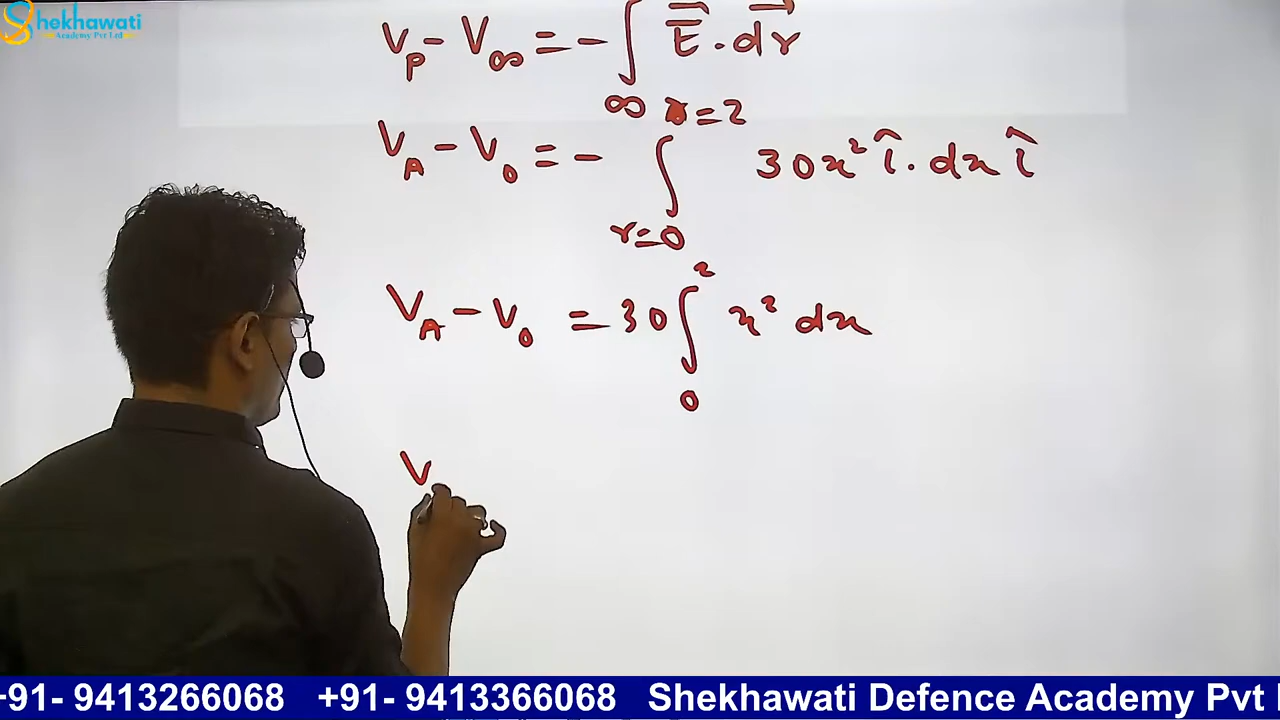 Shekhawati
Academy Pvt Ltd
V_P - V_∞ = - ∫_∞ E⃗ . dr⃗
V_A - V_0 = - ∫_{r=0}^{x=2} 30x² î . dx î
V_A - V_0 = 30 ∫_0^2 x² dx
V
+91- 9413266068 +91- 9413366068 Shekhawati Defence Academy Pvt